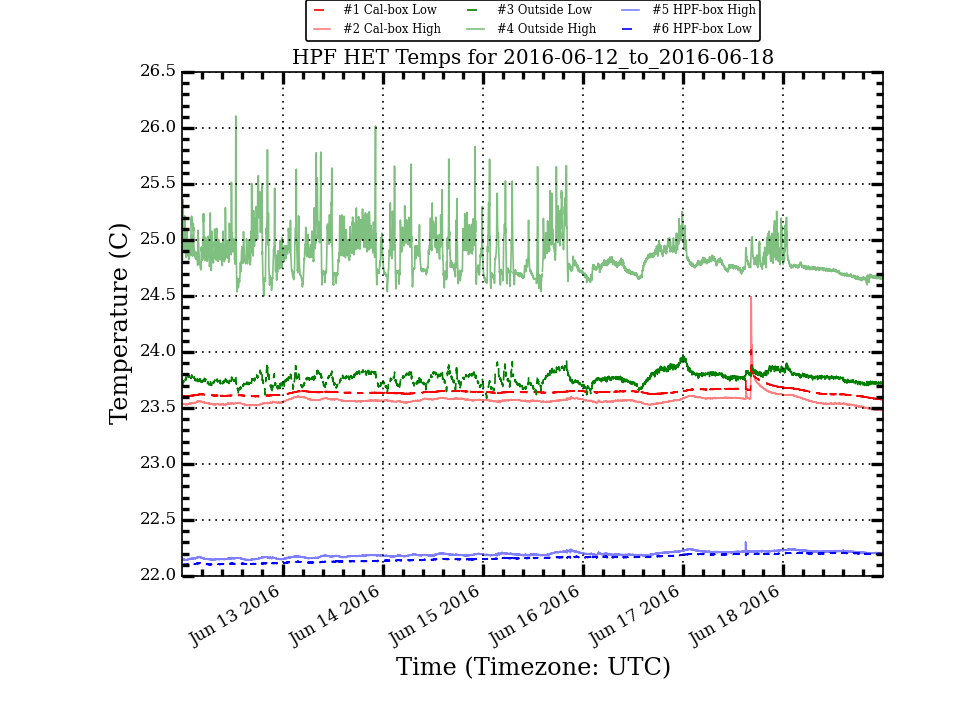 #1 Cal-box Low #3 Outside Low #5 HPF-box High
#2 Cal-box High #4 Outside High #6 HPF-box Low
HPF HET Temps for 2016-06-12_to_2016-06-18
26.5
26.0
25.5
25.0
24.5
24.0
23.5
23.0
22.5
22.0
Temperature (C)
Jun 13 2016 Jun 14 2016 Jun 15 2016 Jun 16 2016 Jun 17 2016 Jun 18 2016
Time (Timezone: UTC)